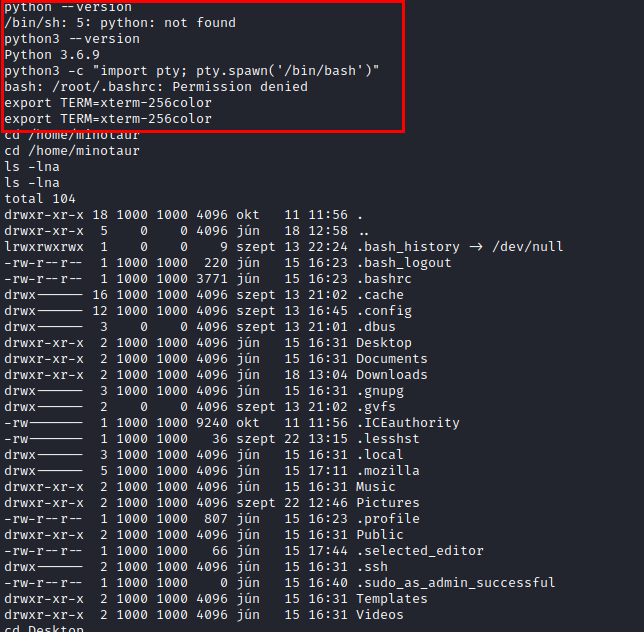 python --version
/bin/sh: 5: python: not found
python3 --version
Python 3.6.9
python3 -c "import pty; pty.spawn('/bin/bash')"
bash: /root/.bashrc: Permission denied
export TERM=xterm-256color
export TERM=xterm-256color
cd /home/minotaur
cd /home/minotaur
ls -lna
ls -lna
total 104
drwxr-xr-x 18 1000 1000 4096 okt   11 11:56 .
drwxr-xr-x  5    0    0 4096 jún   18 12:58 ..
lrwxrwxrwx  1    0    0    9 szept 13 22:24 .bash_history → /dev/null
-rw-r--r--  1 1000 1000  220 jún   15 16:23 .bash_logout
-rw-r--r--  1 1000 1000 3771 jún   15 16:23 .bashrc
drwx------ 16 1000 1000 4096 szept 13 21:02 .cache
drwx------ 12 1000 1000 4096 szept 13 16:45 .config
drwx------  3    0    0 4096 szept 13 21:01 .dbus
drwxr-xr-x  2 1000 1000 4096 jún   15 16:31 Desktop
drwxr-xr-x  2 1000 1000 4096 jún   15 16:31 Documents
drwxr-xr-x  2 1000 1000 4096 jún   18 13:04 Downloads
drwx------  3 1000 1000 4096 jún   15 16:31 .gnupg
drwx------  2    0    0 4096 szept 13 21:02 .gvfs
-rw-------  1 1000 1000 9240 okt   11 11:56 .ICEauthority
-rw-------  1 1000 1000   36 szept 22 13:15 .lesshst
drwx------  3 1000 1000 4096 jún   15 16:31 .local
drwx------  5 1000 1000 4096 jún   15 17:11 .mozilla
drwxr-xr-x  2 1000 1000 4096 jún   15 16:31 Music
drwxr-xr-x  2 1000 1000 4096 szept 22 12:46 Pictures
-rw-r--r--  1 1000 1000  807 jún   15 16:23 .profile
drwxr-xr-x  2 1000 1000 4096 jún   15 16:31 Public
-rw-r--r--  1 1000 1000   66 jún   15 17:44 .selected_editor
drwx------  2 1000 1000 4096 jún   15 16:31 .ssh
-rw-r--r--  1 1000 1000    0 jún   15 16:40 .sudo_as_admin_successful
drwxr-xr-x  2 1000 1000 4096 jún   15 16:31 Templates
drwxr-xr-x  2 1000 1000 4096 jún   15 16:31 Videos
cd Desktop